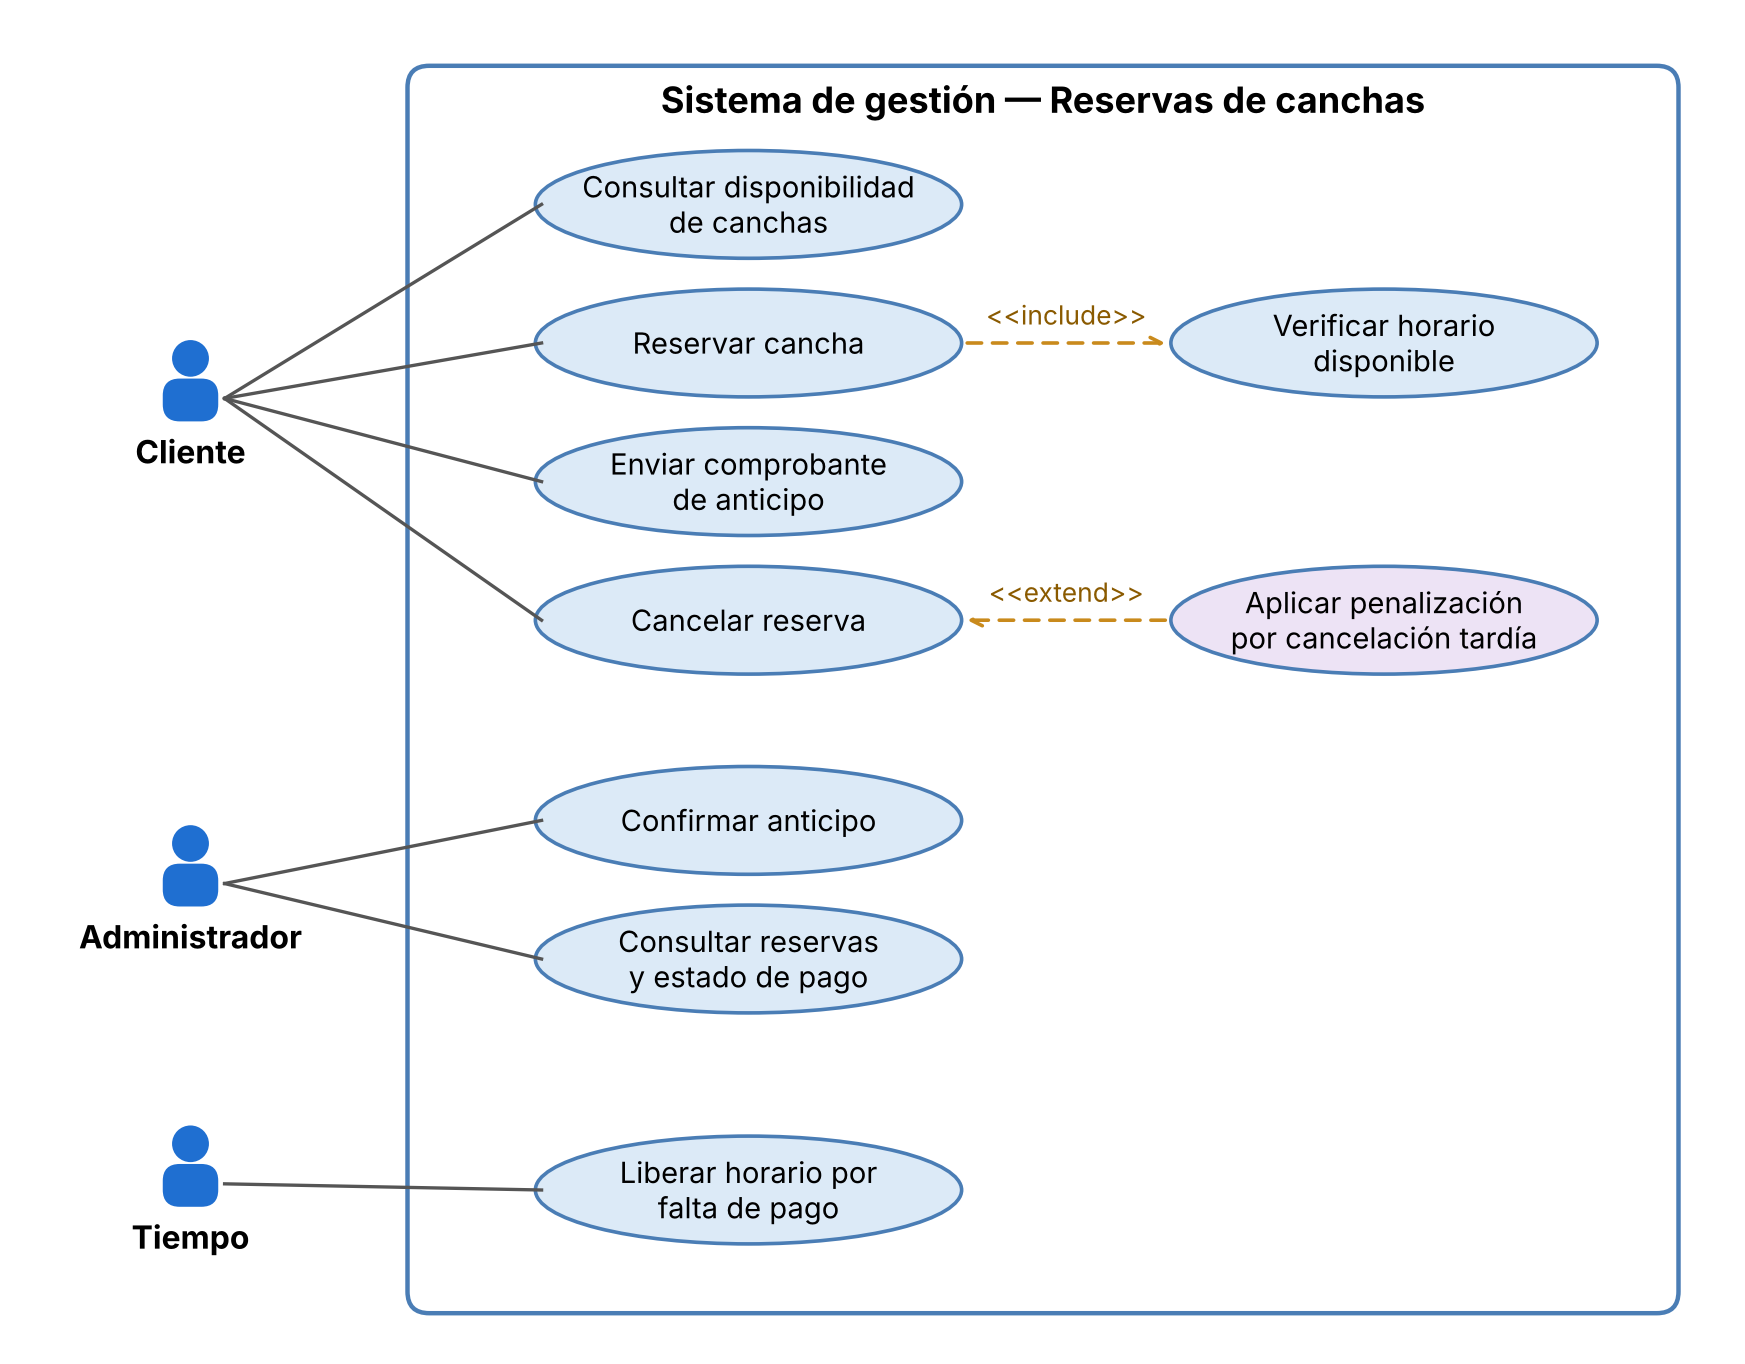 Sistema de gestión — Reservas de canchas
Consultar disponibilidad
de canchas
Reservar cancha
<<include>>
Verificar horario
disponible
Cliente
Enviar comprobante
de anticipo
Cancelar reserva
<<extend>>
Aplicar penalización
por cancelación tardía
Confirmar anticipo
Administrador
Consultar reservas
y estado de pago
Liberar horario por
falta de pago
Tiempo